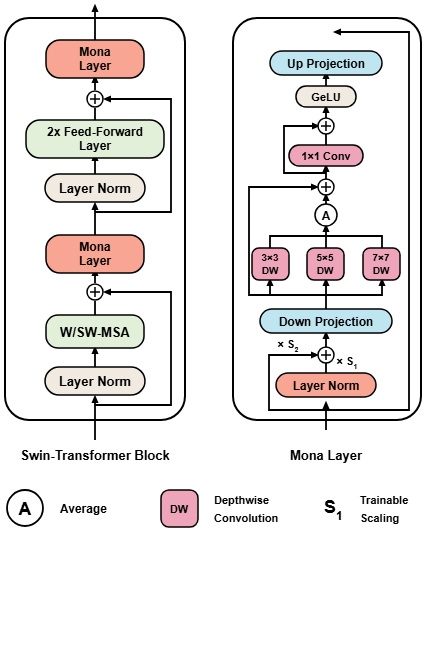 Mona
Layer
2x Feed-Forward
Layer
Layer Norm
Mona
Layer
W/SW-MSA
Layer Norm
Swin-Transformer Block
Up Projection
GeLU
1×1 Conv
A
3×3
DW
5×5
DW
7×7
DW
Down Projection
× S2
× S1
Layer Norm
Mona Layer
A
Average
DW
Depthwise
Convolution
S1
Trainable
Scaling